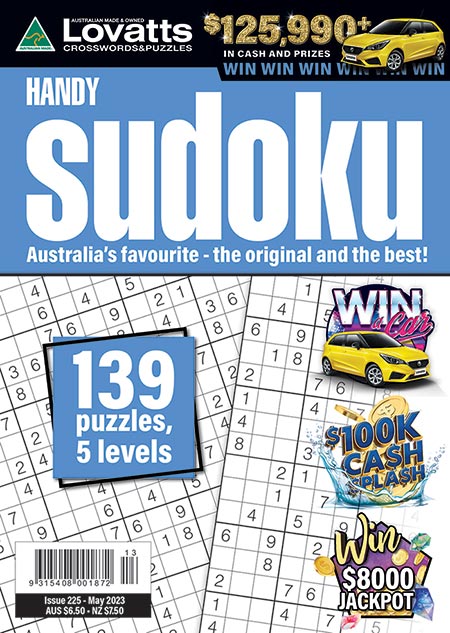 AUSTRALIAN MADE & OWNED
Lovatts
CROSSWORDS&PUZZLES
AUSTRALIAN MADE
$125,990+
IN CASH AND PRIZES
WIN WIN WIN WIN WIN WIN
HANDY
sudoku
Australia's favourite - the original and the best!
139
puzzles,
5 levels
WIN
a Car
$100K
CASH
SPLASH
Win
$8000
JACKPOT
13
9 315408 001872
Issue 225 - May 2023
AUS $6.50 - NZ $7.50